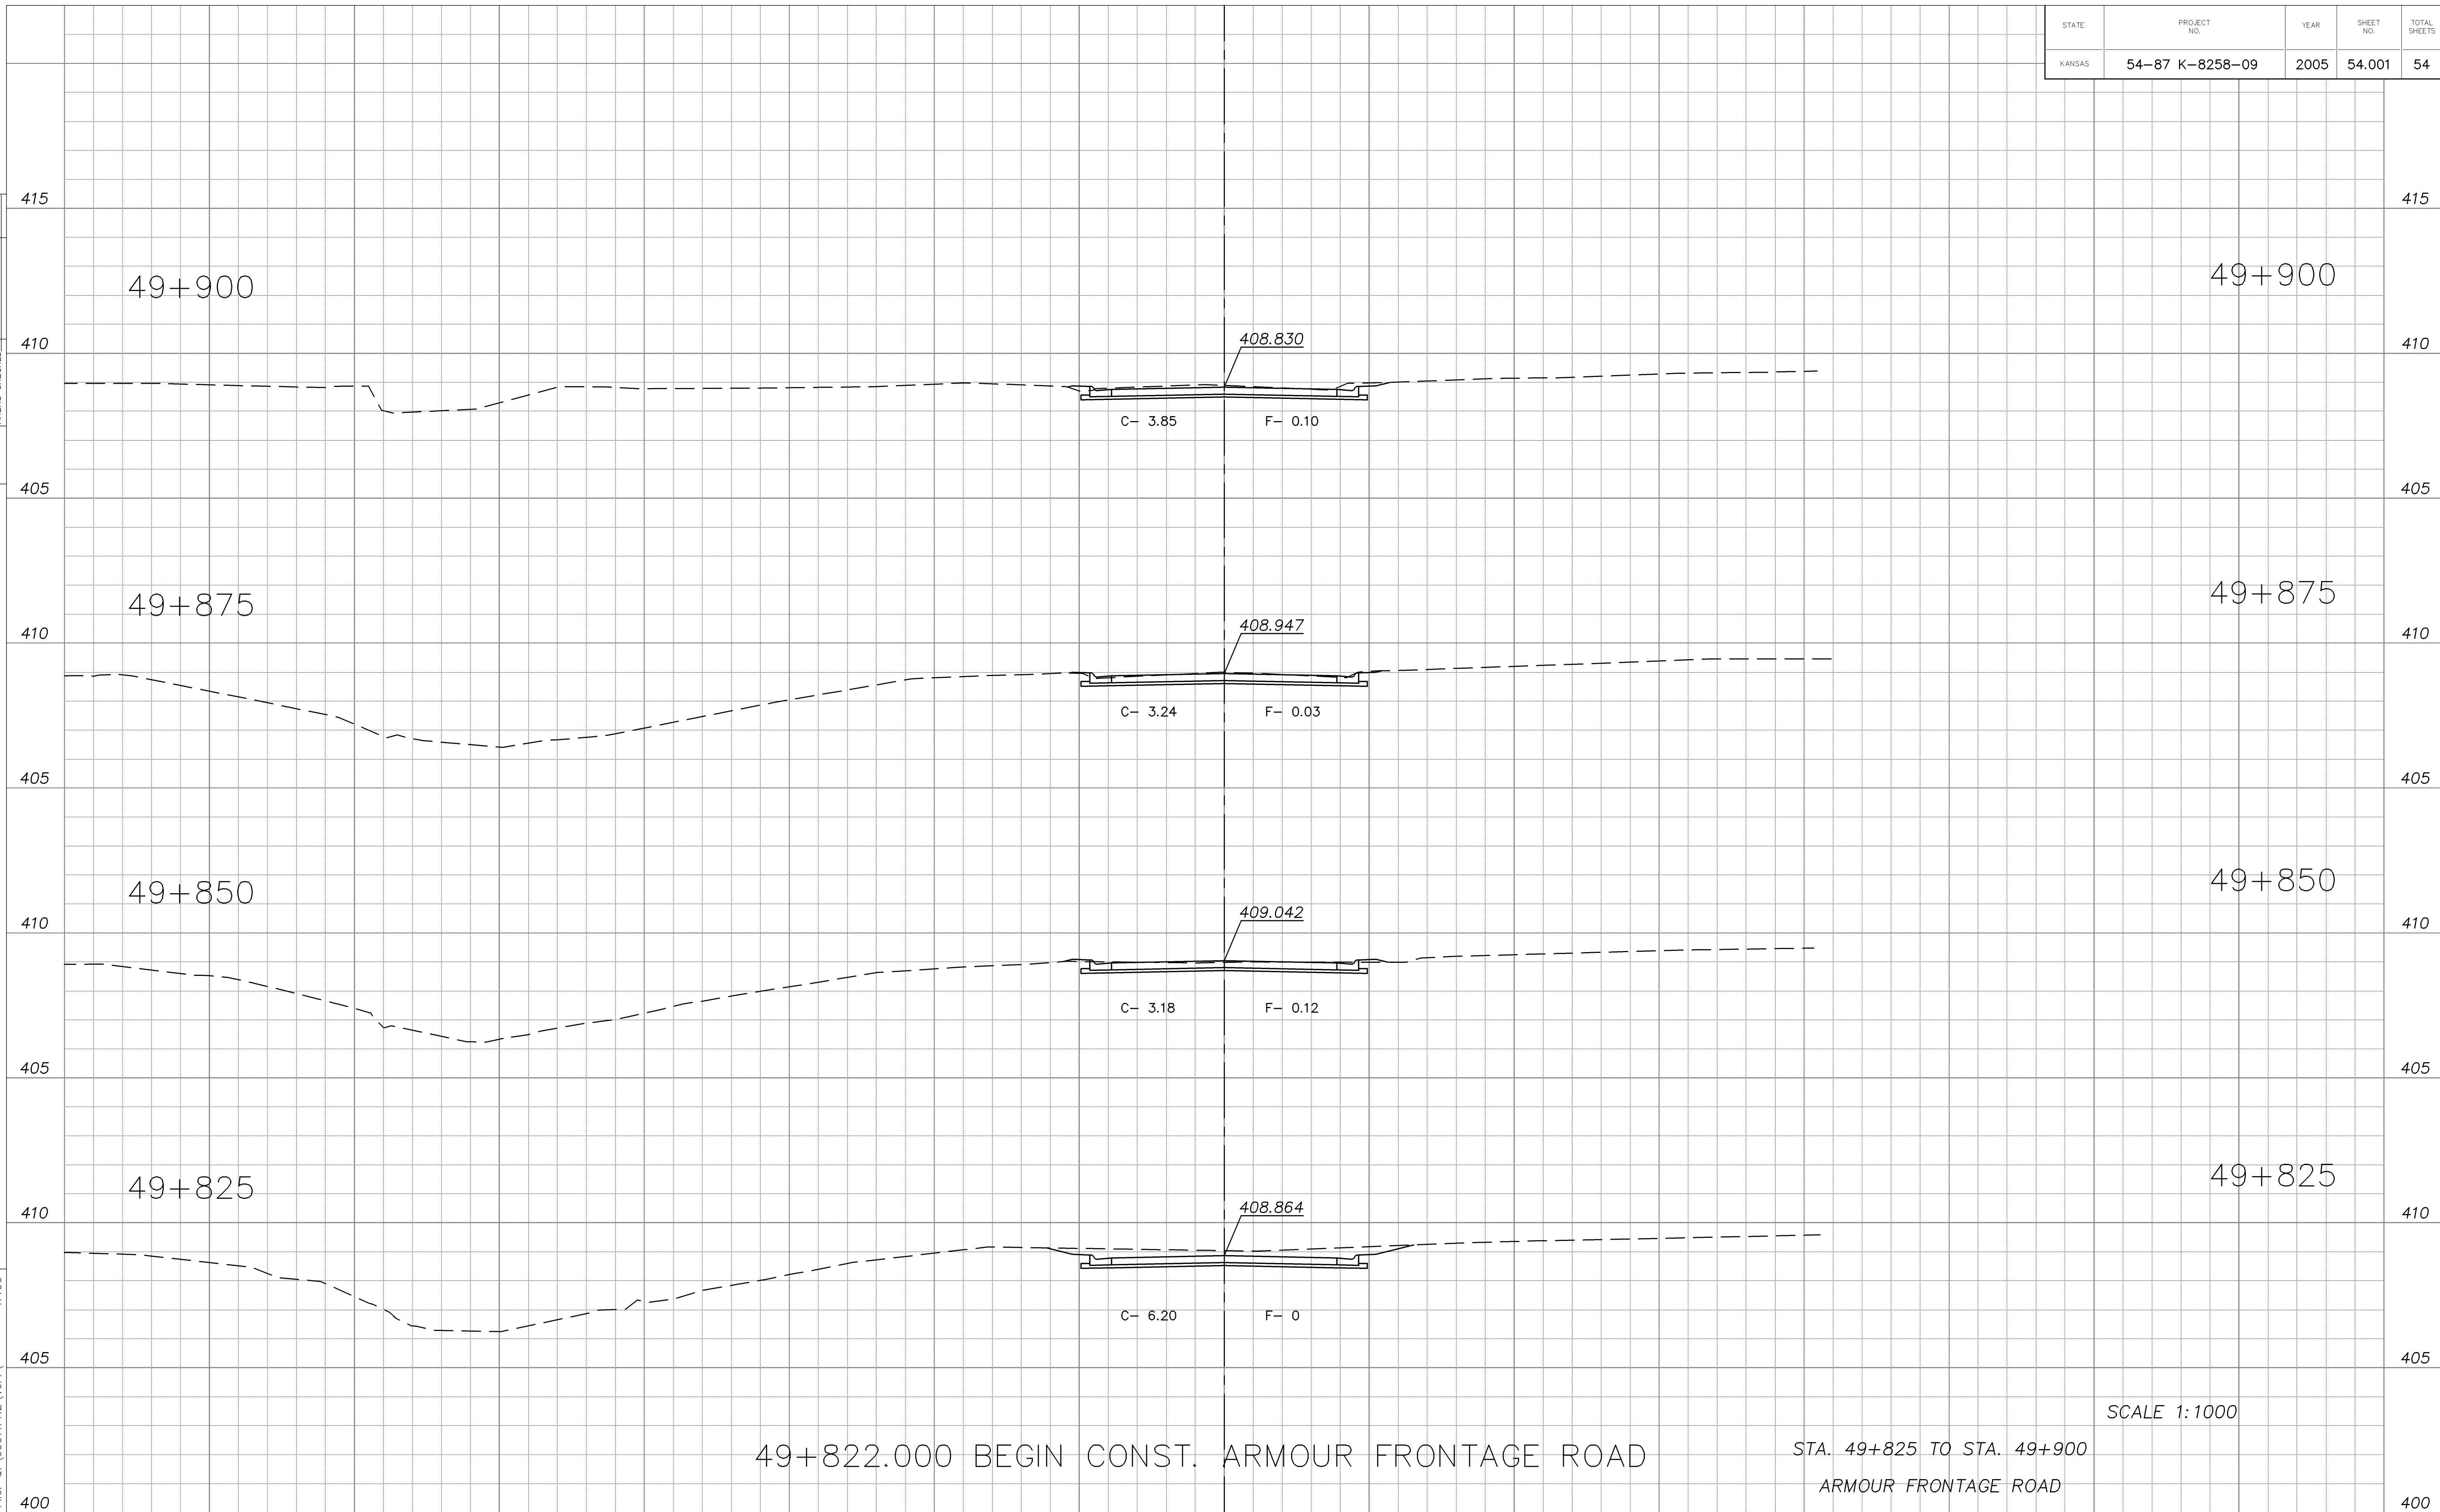 STATE PROJECT NO. YEAR SHEET NO. TOTAL SHEETS
KANSAS 54-87 K-8258-09 2005 54.001 54
415 415
49+900 49+900
408.830
410 410
C- 3.85 F- 0.10
405 405
49+875 49+875
408.947
410 410
C- 3.24 F- 0.03
405 405
49+850 49+850
409.042
410 410
C- 3.18 F- 0.12
405 405
49+825 49+825
408.864
410 410
C- 6.20 F- 0
405 405
SCALE 1:1000
49+822.000 BEGIN CONST. ARMOUR FRONTAGE ROAD
STA. 49+825 TO STA. 49+900
ARMOUR FRONTAGE ROAD
400 400